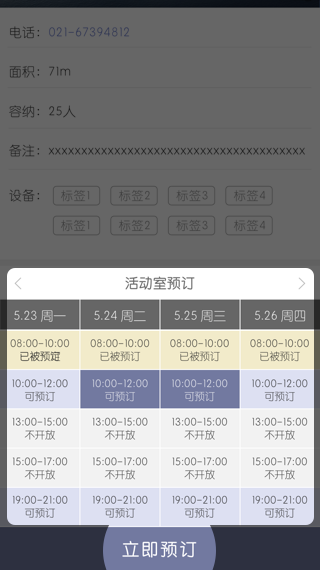 电话：021-67394812
面积：71m
容纳：25人
备注：xxxxxxxxxxxxxxxxxxxxxxxxxxxxxxxxxxxxxxx
设备： 标签1 标签2 标签3 标签4
标签1 标签2 标签3 标签4
活动室预订
5.23 周一 5.24 周二 5.25 周三 5.26 周四
08:00-10:00 08:00-10:00 08:00-10:00 08:00-10:00
已被预定 已被预订 已被预订 已被预订
10:00-12:00 10:00-12:00 10:00-12:00 10:00-12:00
可预订 可预订 可预订 可预订
13:00-15:00 13:00-15:00 13:00-15:00 13:00-15:00
不开放 不开放 不开放 不开放
15:00-17:00 15:00-17:00 15:00-17:00 15:00-17:00
不开放 不开放 不开放 不开放
19:00-21:00 19:00-21:00 19:00-21:00 19:00-21:00
可预订 可预订 可预订 可预订
立即预订